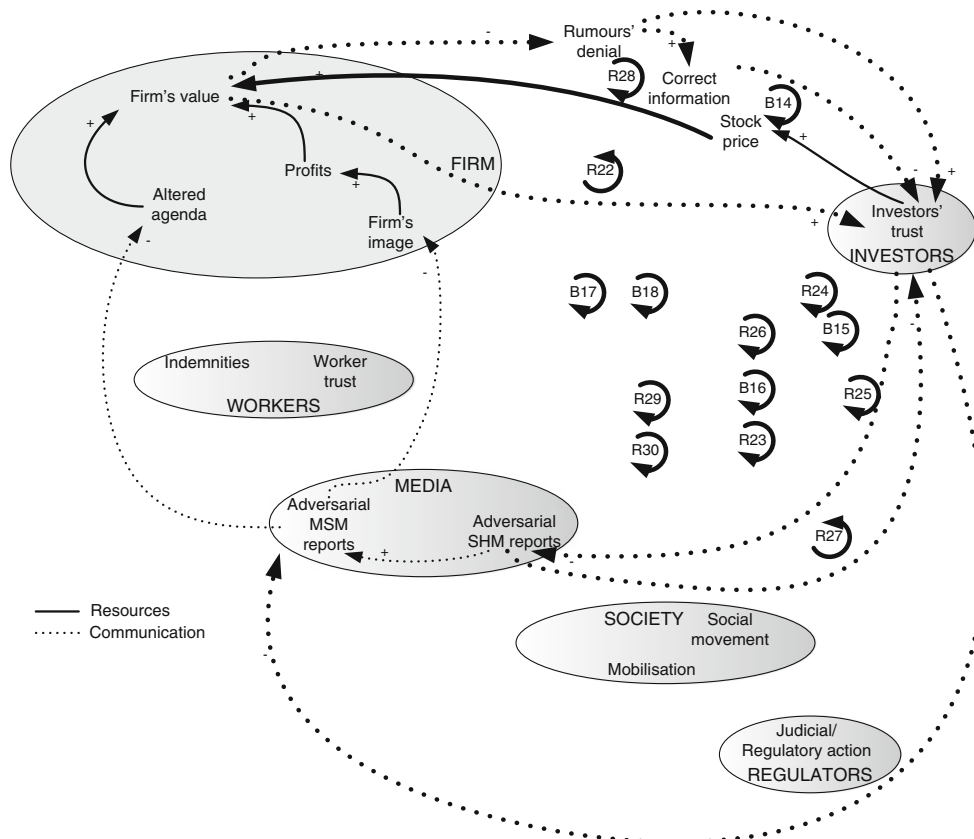 Rumours'
denial
-
+
R28
Correct
information
B14
Stock
price
+
+
Firm's value
+
+
FIRM
R22
Profits
+
Altered
agenda
Firm's
image
-
-
-
+
+
Investors'
trust
INVESTORS
-
B17
B18
R24
R26
B15
B16
R25
R29
R23
R30
Indemnities
Worker
trust
WORKERS
MEDIA
Adversarial
MSM
reports
+
Adversarial
SHM reports
-
R27
Resources
Communication
-
SOCIETY
Social
movement
Mobilisation
Judicial/
Regulatory action
REGULATORS